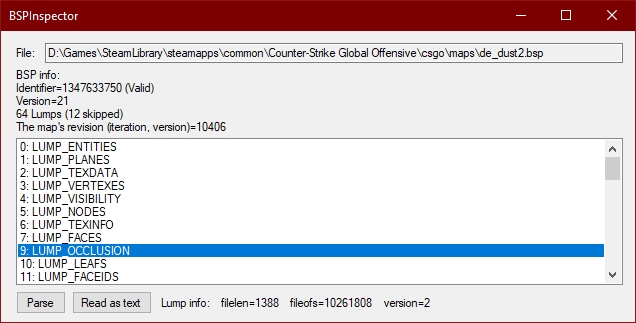 BSPInspector
File: D:\Games\SteamLibrary\steamapps\common\Counter-Strike Global Offensive\csgo\maps\de_dust2.bsp
BSP info:
Identifier=1347633750 (Valid)
Version=21
64 Lumps (12 skipped)
The map's revision (iteration, version)=10406
0: LUMP_ENTITIES
1: LUMP_PLANES
2: LUMP_TEXDATA
3: LUMP_VERTEXES
4: LUMP_VISIBILITY
5: LUMP_NODES
6: LUMP_TEXINFO
7: LUMP_FACES
9: LUMP_OCCLUSION
10: LUMP_LEAFS
11: LUMP_FACEIDS
Parse Read as text Lump info: filelen=1388 fileofs=10261808 version=2